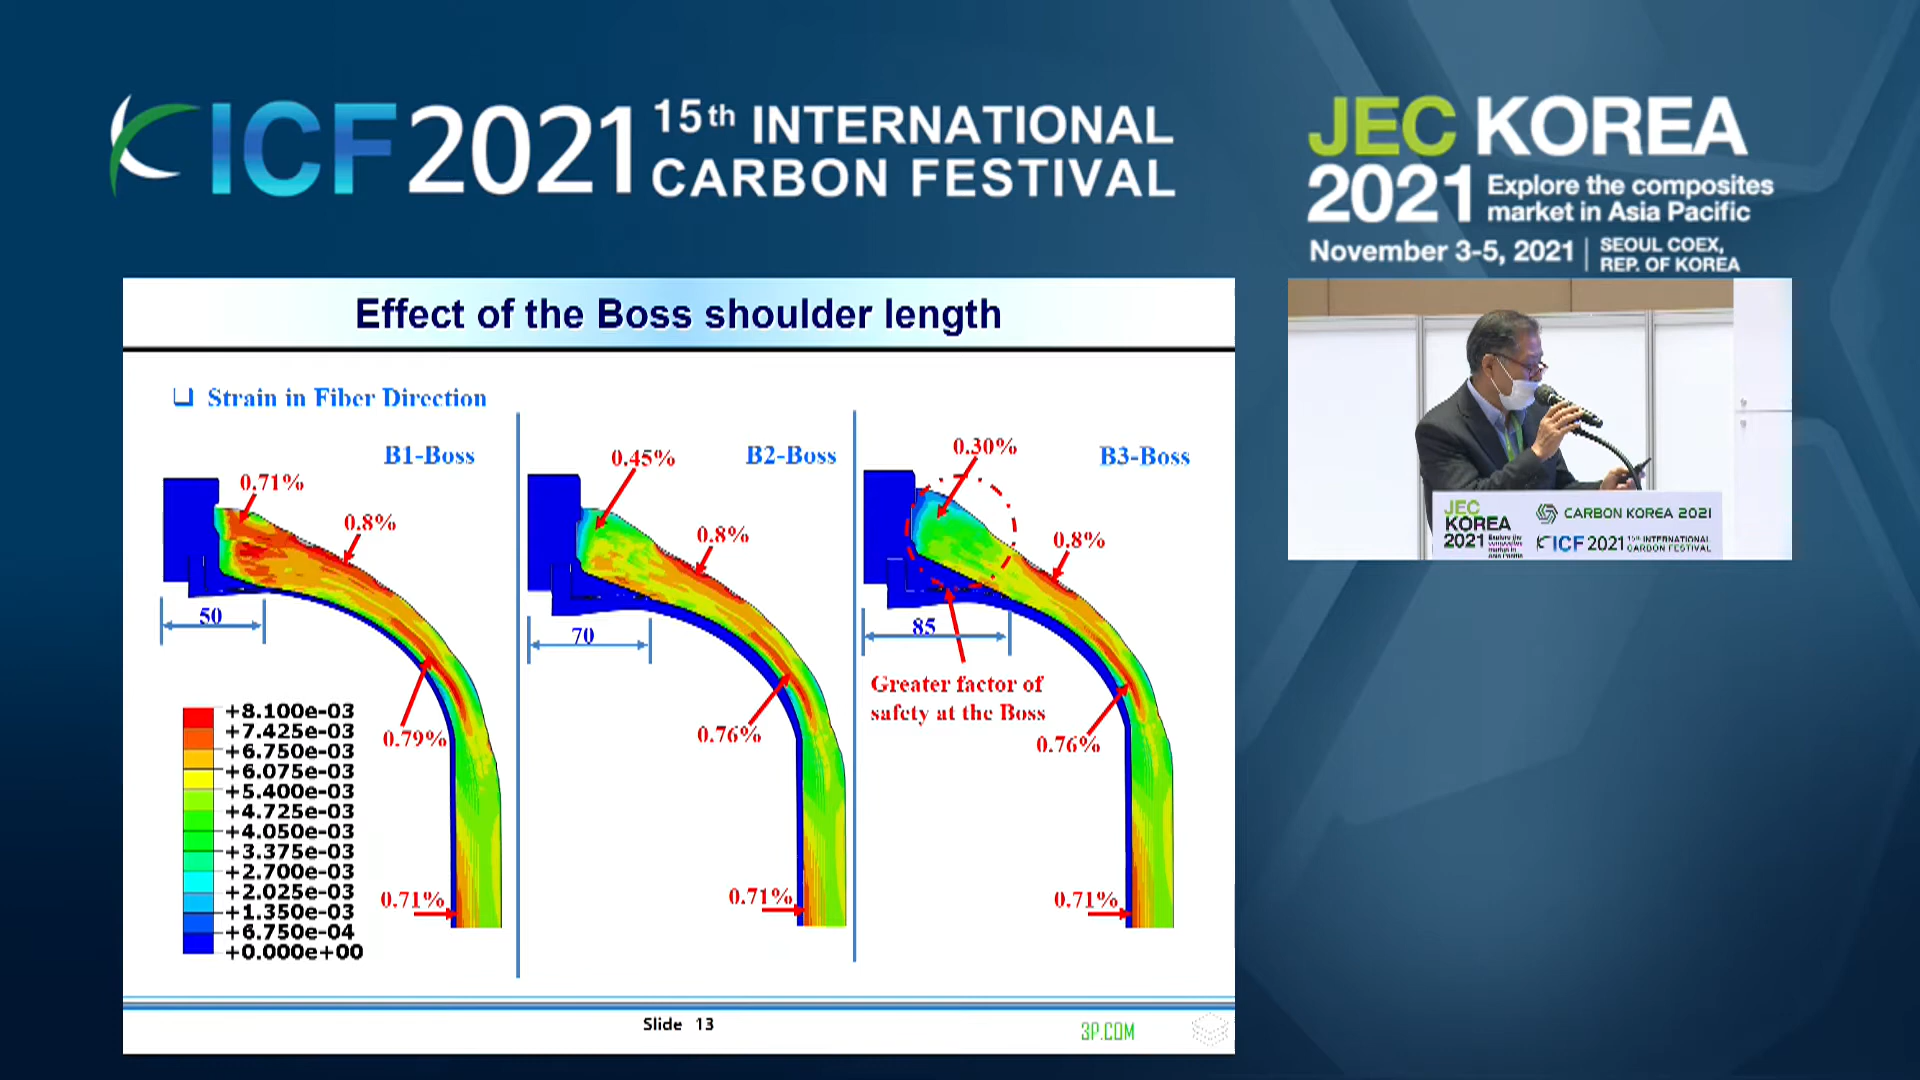 ICF 2021 15th INTERNATIONAL
CARBON FESTIVAL
JEC KOREA
2021 Explore the composites
market in Asia Pacific
November 3-5, 2021 | SEOUL COEX,
REP. OF KOREA
Effect of the Boss shoulder length
❑ Strain in Fiber Direction
B1-Boss
0.71%
0.8%
50
0.79%
0.71%
+8.100e-03
+7.425e-03
+6.750e-03
+6.075e-03
+5.400e-03
+4.725e-03
+4.050e-03
+3.375e-03
+2.700e-03
+2.025e-03
+1.350e-03
+6.750e-04
+0.000e+00
B2-Boss
0.45%
0.8%
70
0.76%
0.71%
B3-Boss
0.30%
0.8%
85
Greater factor of
safety at the Boss
0.76%
0.71%
Slide 13
3P.COM
JEC
KOREA
2021
CARBON KOREA 2021
ICF 2021 15th INTERNATIONAL
CARBON FESTIVAL